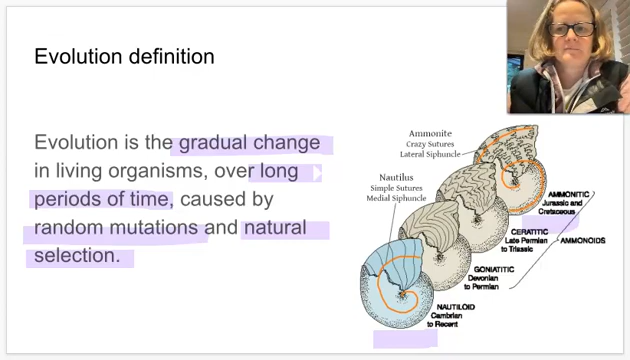 Evolution definition
Evolution is the gradual change
in living organisms, over long
periods of time, caused by
random mutations and natural
selection.
Ammonite
Crazy Sutures
Lateral Siphuncle
Nautilus
Simple Sutures
Medial Siphuncle
AMMONITIC
Jurassic and
Cretaceous
CERATITIC
Late Permian
to Triassic
AMMONOIDS
GONIATITIC
Devonian
to Permian
NAUTILOID
Cambrian
to Recent